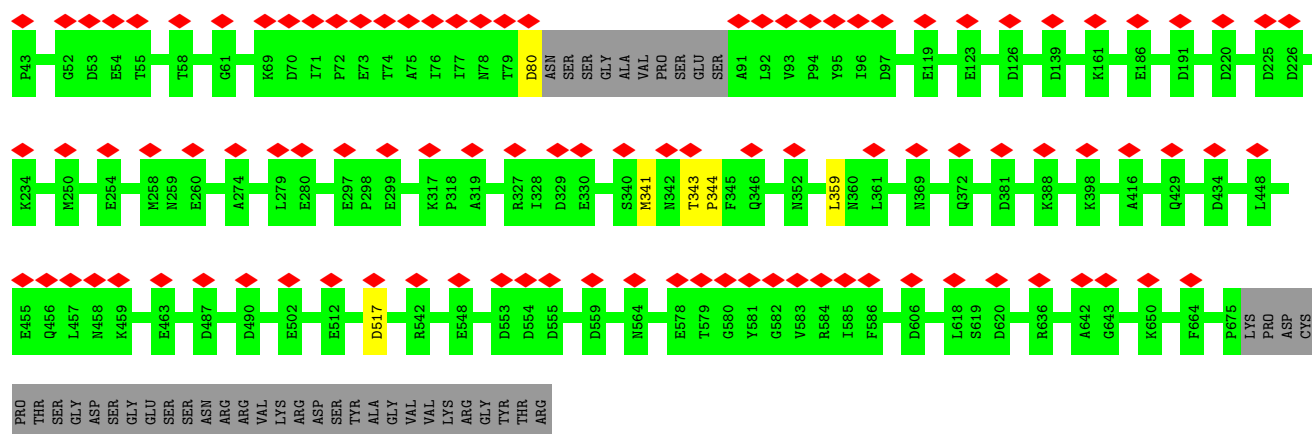 P43 G52 D53 E54 T55 T58 G61 K69 D70 I71 P72 E73 T74 A75 I76 I77 N78 T79 D80 ASN SER SER GLY ALA VAL PRO SER GLU SER A91 L92 V93 P94 Y95 I96 D97 E119 E123 D126 D139 K161 E186 D191 D220 D225 D226
K234 M250 E254 M258 N259 E260 A274 L279 E280 E297 P298 E299 K317 P318 A319 R327 I328 D329 E330 S340 M341 N342 T343 P344 F345 Q346 N352 L359 N360 L361 N369 Q372 D381 K388 K398 A416 Q429 D434 L448
E455 Q456 L457 N458 K459 E463 D487 D490 E502 E512 D517 R542 E548 D553 D554 D555 D559 N564 E578 T579 G580 Y581 G582 V583 R584 I585 F586 D606 L618 S619 D620 R636 A642 G643 K650 F664 P675 LYS PRO ASP CYS
PRO THR SER GLY ASP SER GLY GLU SER SER ASN ARG ARG VAL LYS ARG ASP SER TYR ALA GLY VAL VAL LYS ARG GLY TYR THR ARG